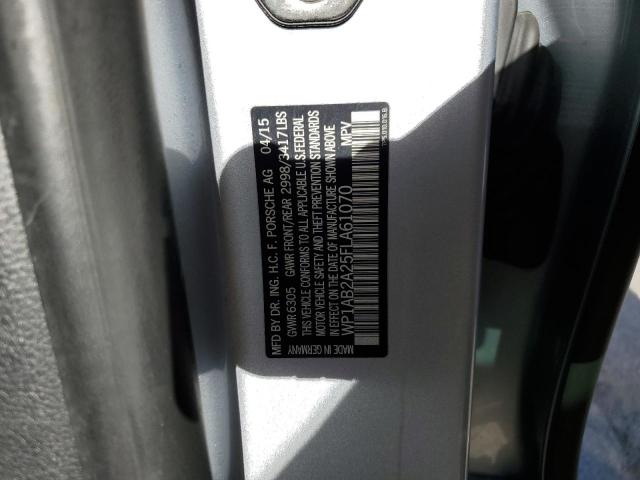 MFD BY DR. ING. H.C. F. PORSCHE AG 04/15
GVWR 6305 GAWR FRONT/REAR 2998/3417LBS
THIS VEHICLE CONFORMS TO ALL APPLICABLE U.S.FEDERAL
MOTOR VEHICLE SAFETY AND THEFT PREVENTION STANDARDS
IN EFFECT ON THE DATE OF MANUFACTURE SHOWN ABOVE
WP1AB2A25FLA61070 MPV
MADE IN GERMANY